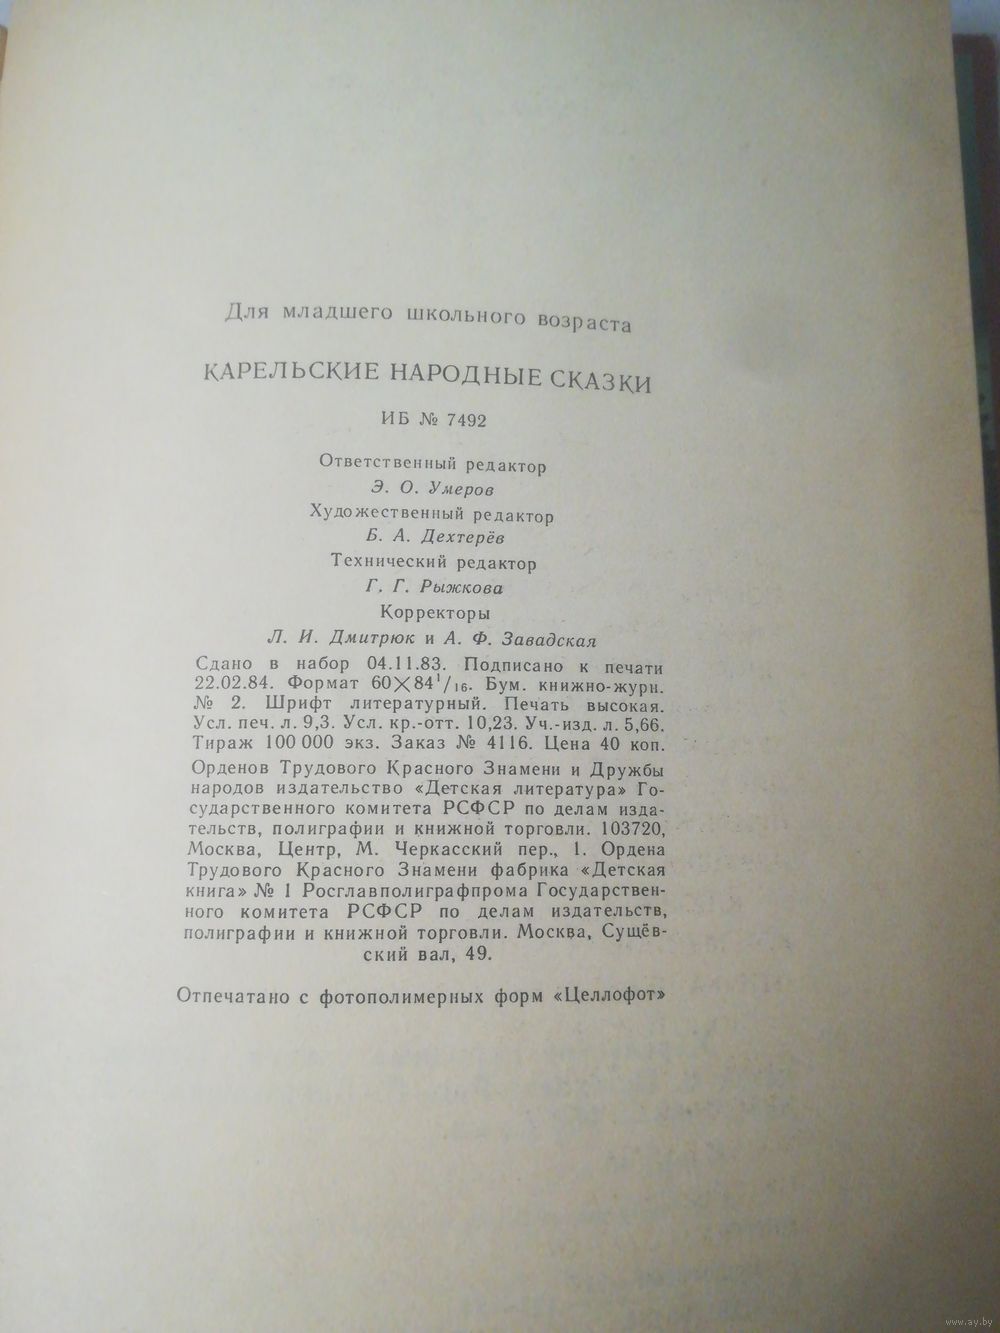 Для младшего школьного возраста
КАРЕЛЬСКИЕ НАРОДНЫЕ СКАЗКИ
ИБ № 7492
Ответственный редактор
Э. О. Умеров
Художественный редактор
Б. А. Дехтерёв
Технический редактор
Г. Г. Рыжкова
Корректоры
Л. И. Дмитрюк и А. Ф. Завадская
Сдано в набор 04.11.83. Подписано к печати
22.02.84. Формат 60×84¹/₁₆. Бум. книжно-журн.
№ 2. Шрифт литературный. Печать высокая.
Усл. печ. л. 9,3. Усл. кр.-отт. 10,23. Уч.-изд. л. 5,66.
Тираж 100 000 экз. Заказ № 4116. Цена 40 коп.
Орденов Трудового Красного Знамени и Дружбы
народов издательство «Детская литература» Го-
сударственного комитета РСФСР по делам изда-
тельств, полиграфии и книжной торговли. 103720,
Москва, Центр, М. Черкасский пер., 1. Ордена
Трудового Красного Знамени фабрика «Детская
книга» № 1 Росглавполиграфпрома Государствен-
ного комитета РСФСР по делам издательств,
полиграфии и книжной торговли. Москва, Сущёв-
ский вал, 49.
Отпечатано с фотополимерных форм «Целлофот»
www.ay.by